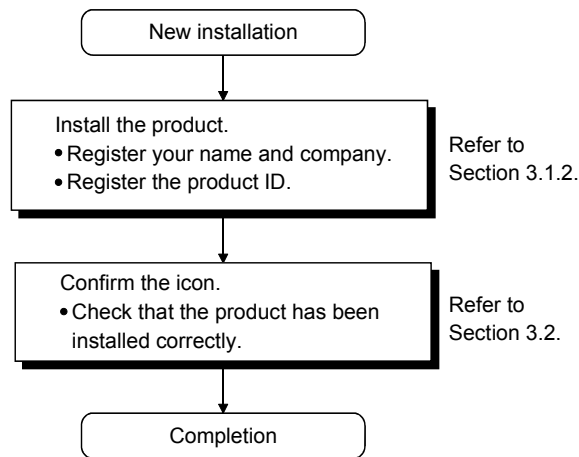 New installation
Install the product.
• Register your name and company.
• Register the product ID.
Refer to
Section 3.1.2.
Confirm the icon.
• Check that the product has been
installed correctly.
Refer to
Section 3.2.
Completion